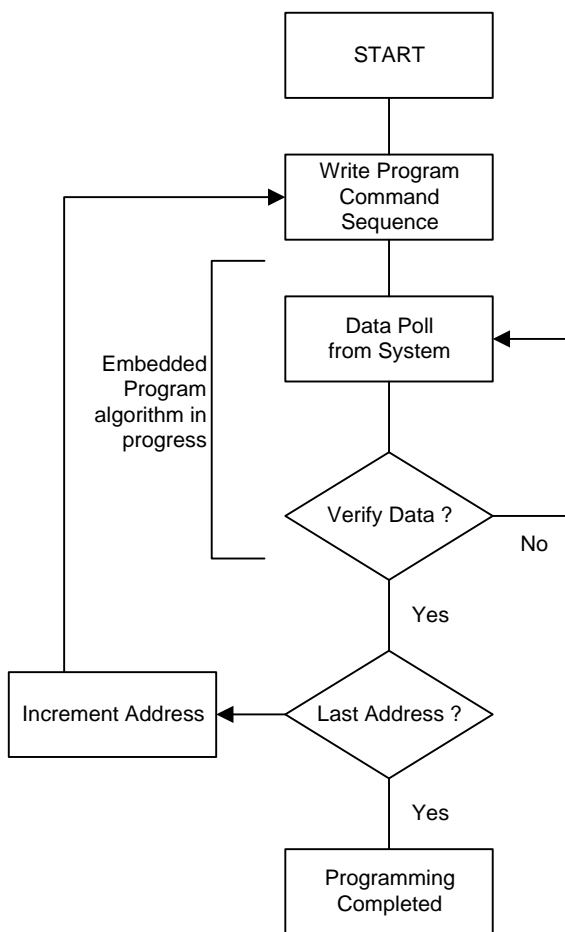 START
Write Program
Command
Sequence
Data Poll
from System
Embedded
Program
algorithm in
progress
Verify Data ?
No
Yes
Increment Address
Last Address ?
Yes
Programming
Completed